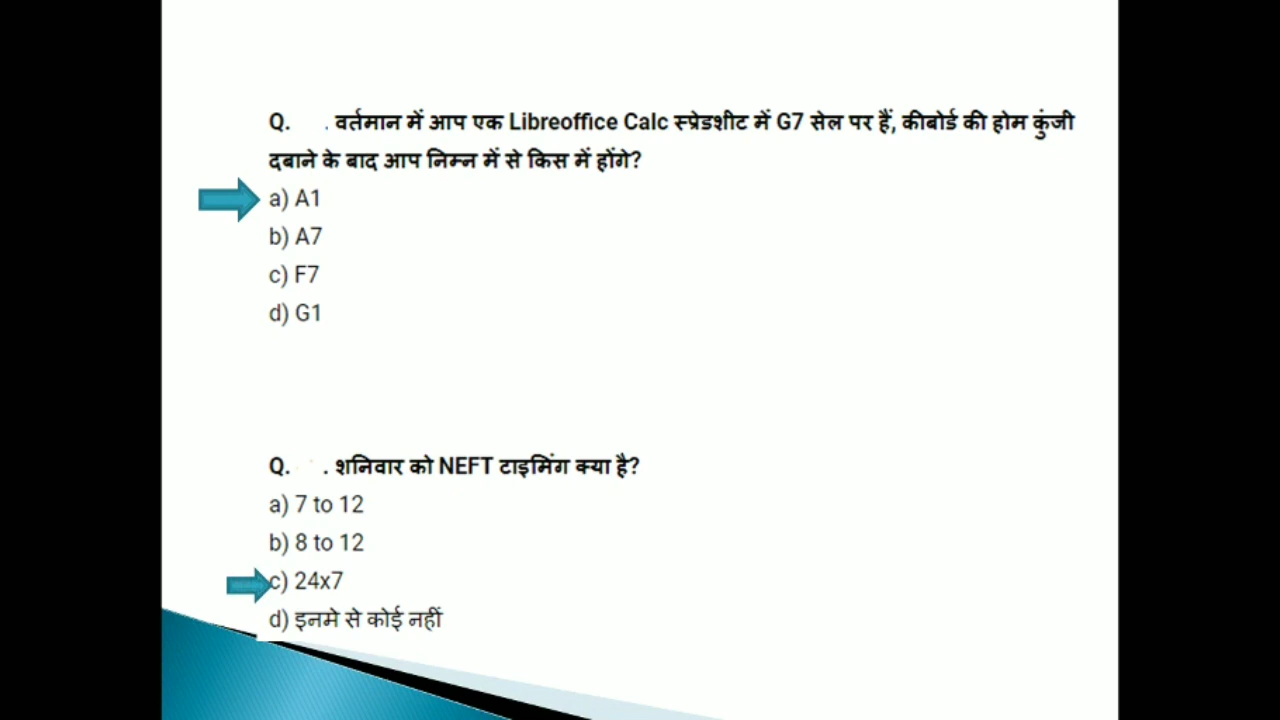 Q. . वर्तमान में आप एक Libreoffice Calc स्प्रेडशीट में G7 सेल पर हैं, कीबोर्ड की होम कुंजी
दबाने के बाद आप निम्न में से किस में होंगे?
a) A1
b) A7
c) F7
d) G1
Q. . शनिवार को NEFT टाइमिंग क्या है?
a) 7 to 12
b) 8 to 12
c) 24x7
d) इनमे से कोई नहीं